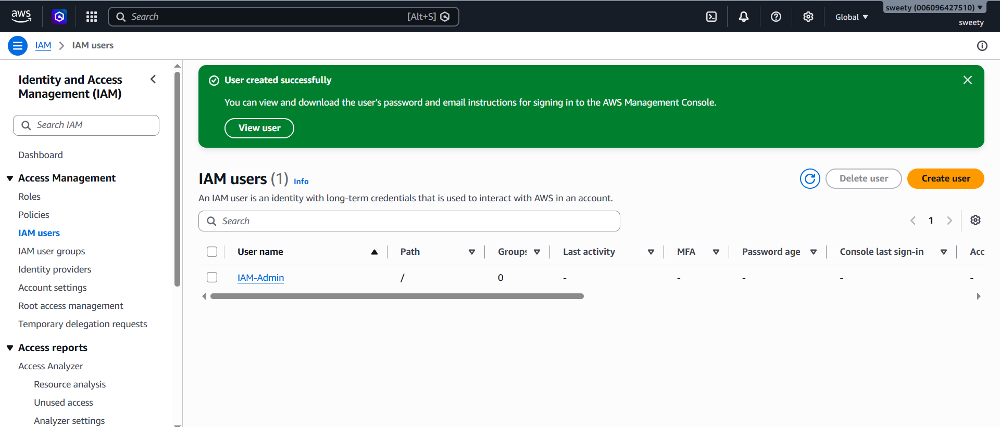 aws
Search
[Alt+S]
Global
sweety (006096427510)
sweety
IAM
IAM users
Identity and Access
Management (IAM)
Search IAM
Dashboard
Access Management
Roles
Policies
IAM users
IAM user groups
Identity providers
Account settings
Root access management
Temporary delegation requests
Access reports
Access Analyzer
Resource analysis
Unused access
Analyzer settings
User created successfully
You can view and download the user's password and email instructions for signing in to the AWS Management Console.
View user
IAM users (1) Info
Delete user
Create user
An IAM user is an identity with long-term credentials that is used to interact with AWS in an account.
Search
1
User name Path Groups Last activity MFA Password age Console last sign-in Acc
IAM-Admin / 0 - - - - -